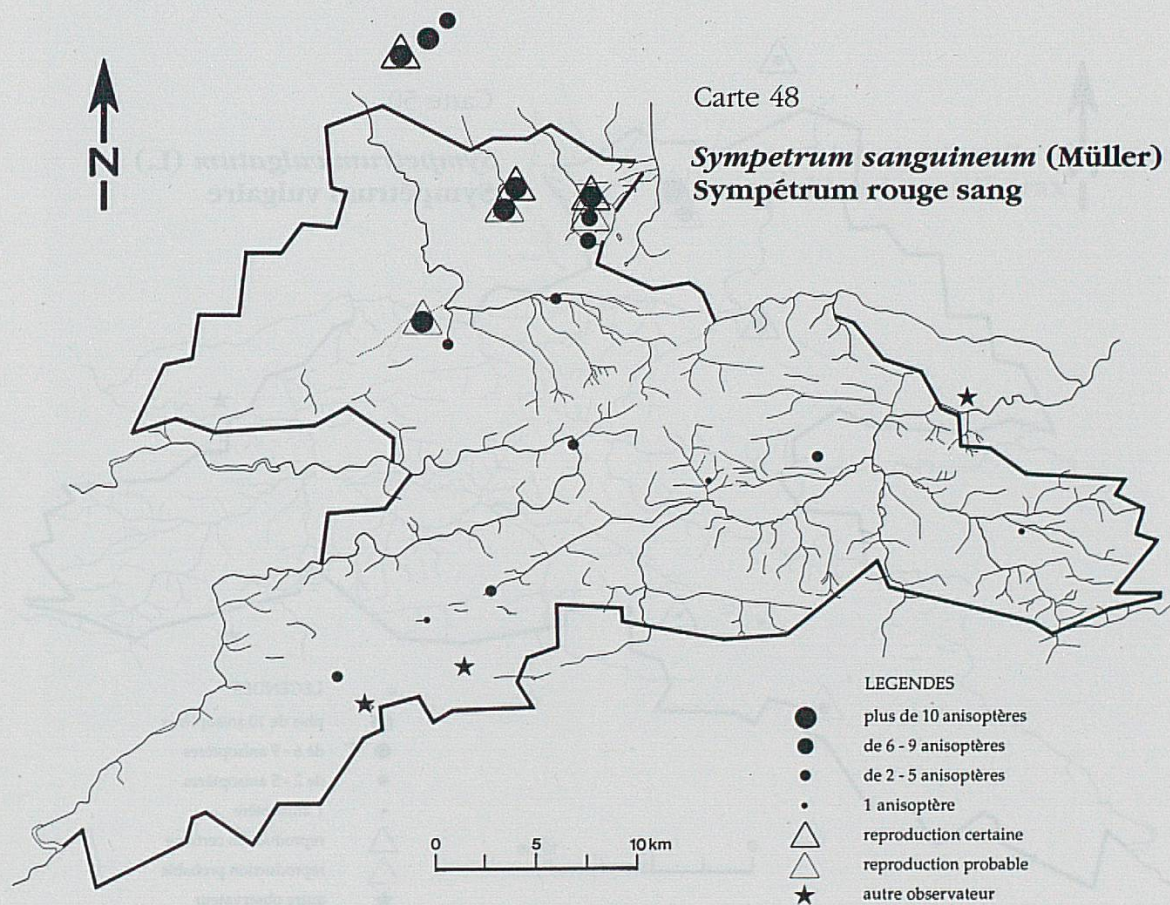 Carte 48
Sympetrum sanguineum (Müller)
Sympétrum rouge sang
N
LEGENDES
plus de 10 anisoptères
de 6 - 9 anisoptères
de 2 - 5 anisoptères
1 anisoptère
reproduction certaine
reproduction probable
autre observateur
0 5 10 km